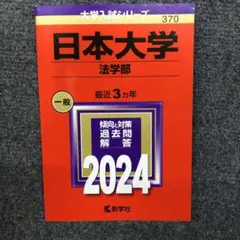 大学入試シリーズ
370
日本大学
法学部
最近3カ年
一般
傾向と対策
過去問
解答
2024
教学社